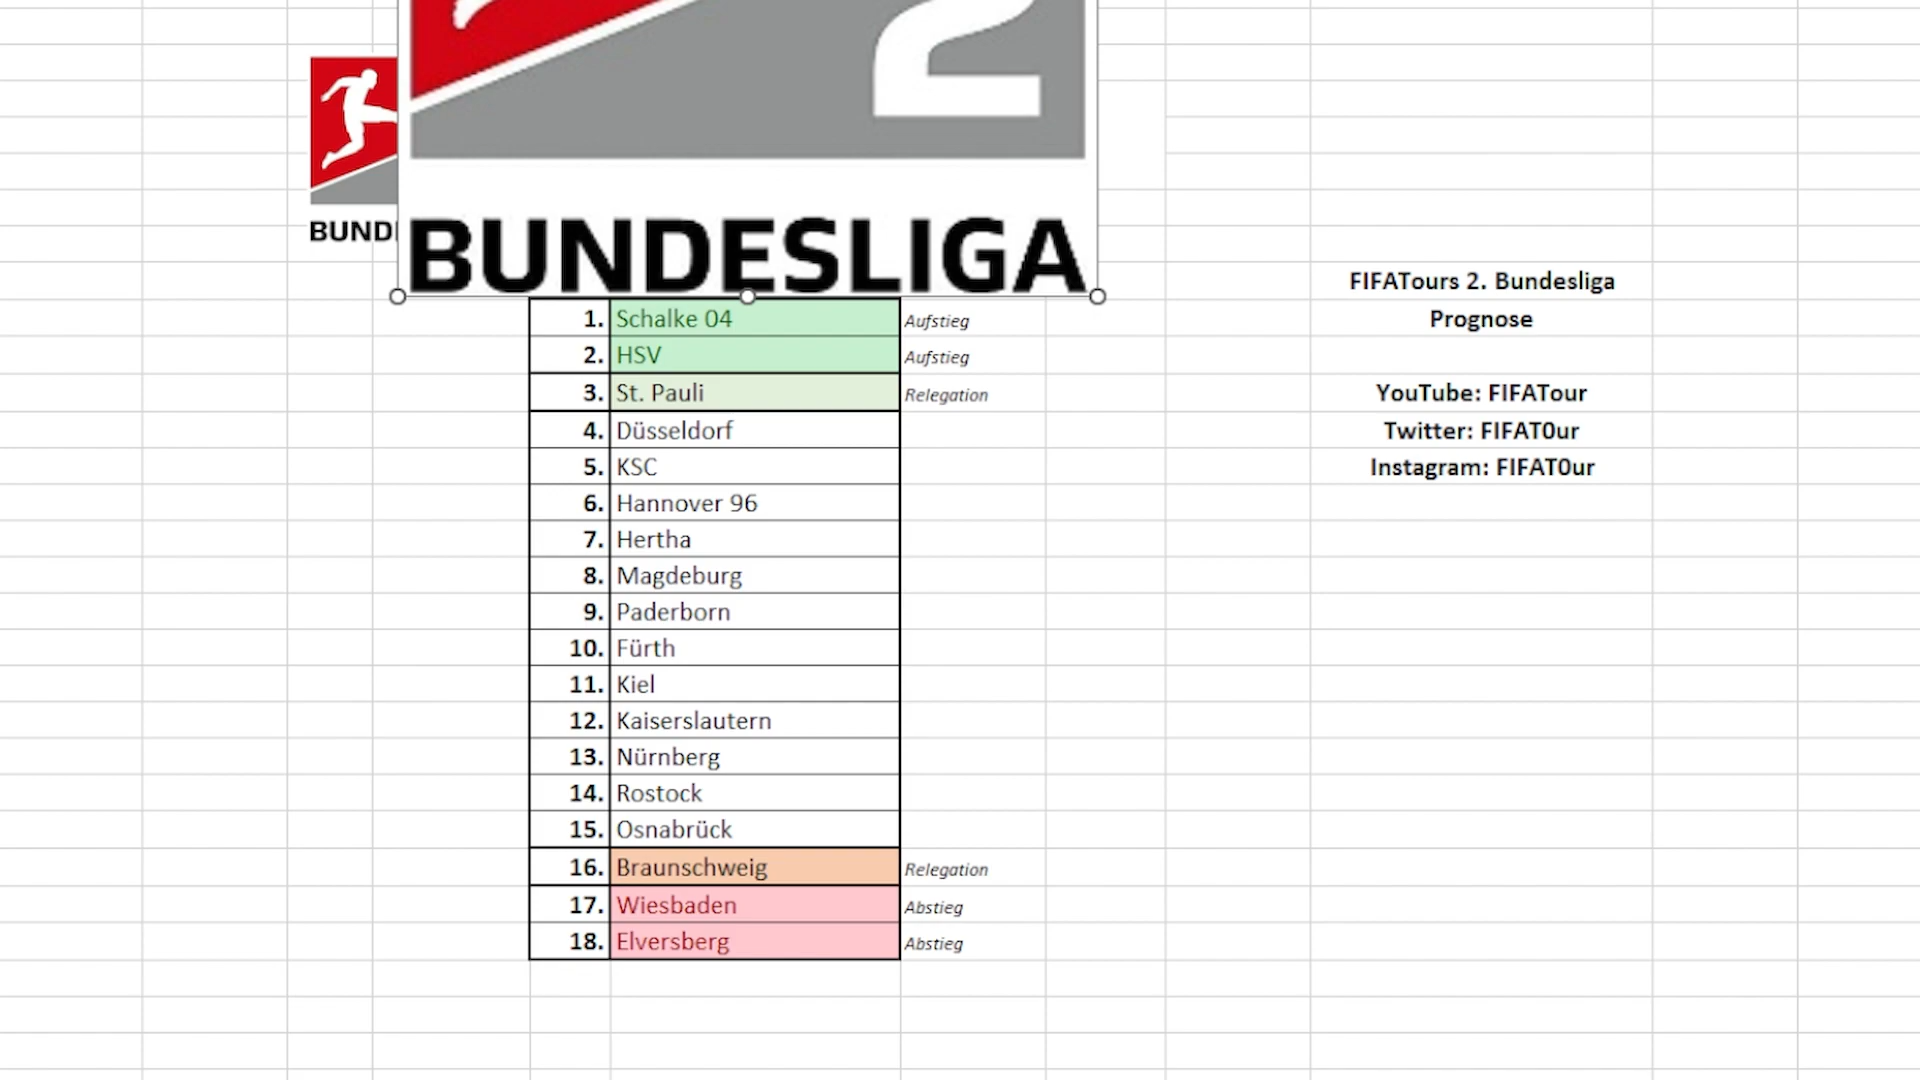 2
BUND
BUNDESLIGA
FIFATours 2. Bundesliga
Prognose
YouTube: FIFATour
Twitter: FIFAT0ur
Instagram: FIFAT0ur
1. Schalke 04 Aufstieg
2. HSV Aufstieg
3. St. Pauli Relegation
4. Düsseldorf
5. KSC
6. Hannover 96
7. Hertha
8. Magdeburg
9. Paderborn
10. Fürth
11. Kiel
12. Kaiserslautern
13. Nürnberg
14. Rostock
15. Osnabrück
16. Braunschweig Relegation
17. Wiesbaden Abstieg
18. Elversberg Abstieg